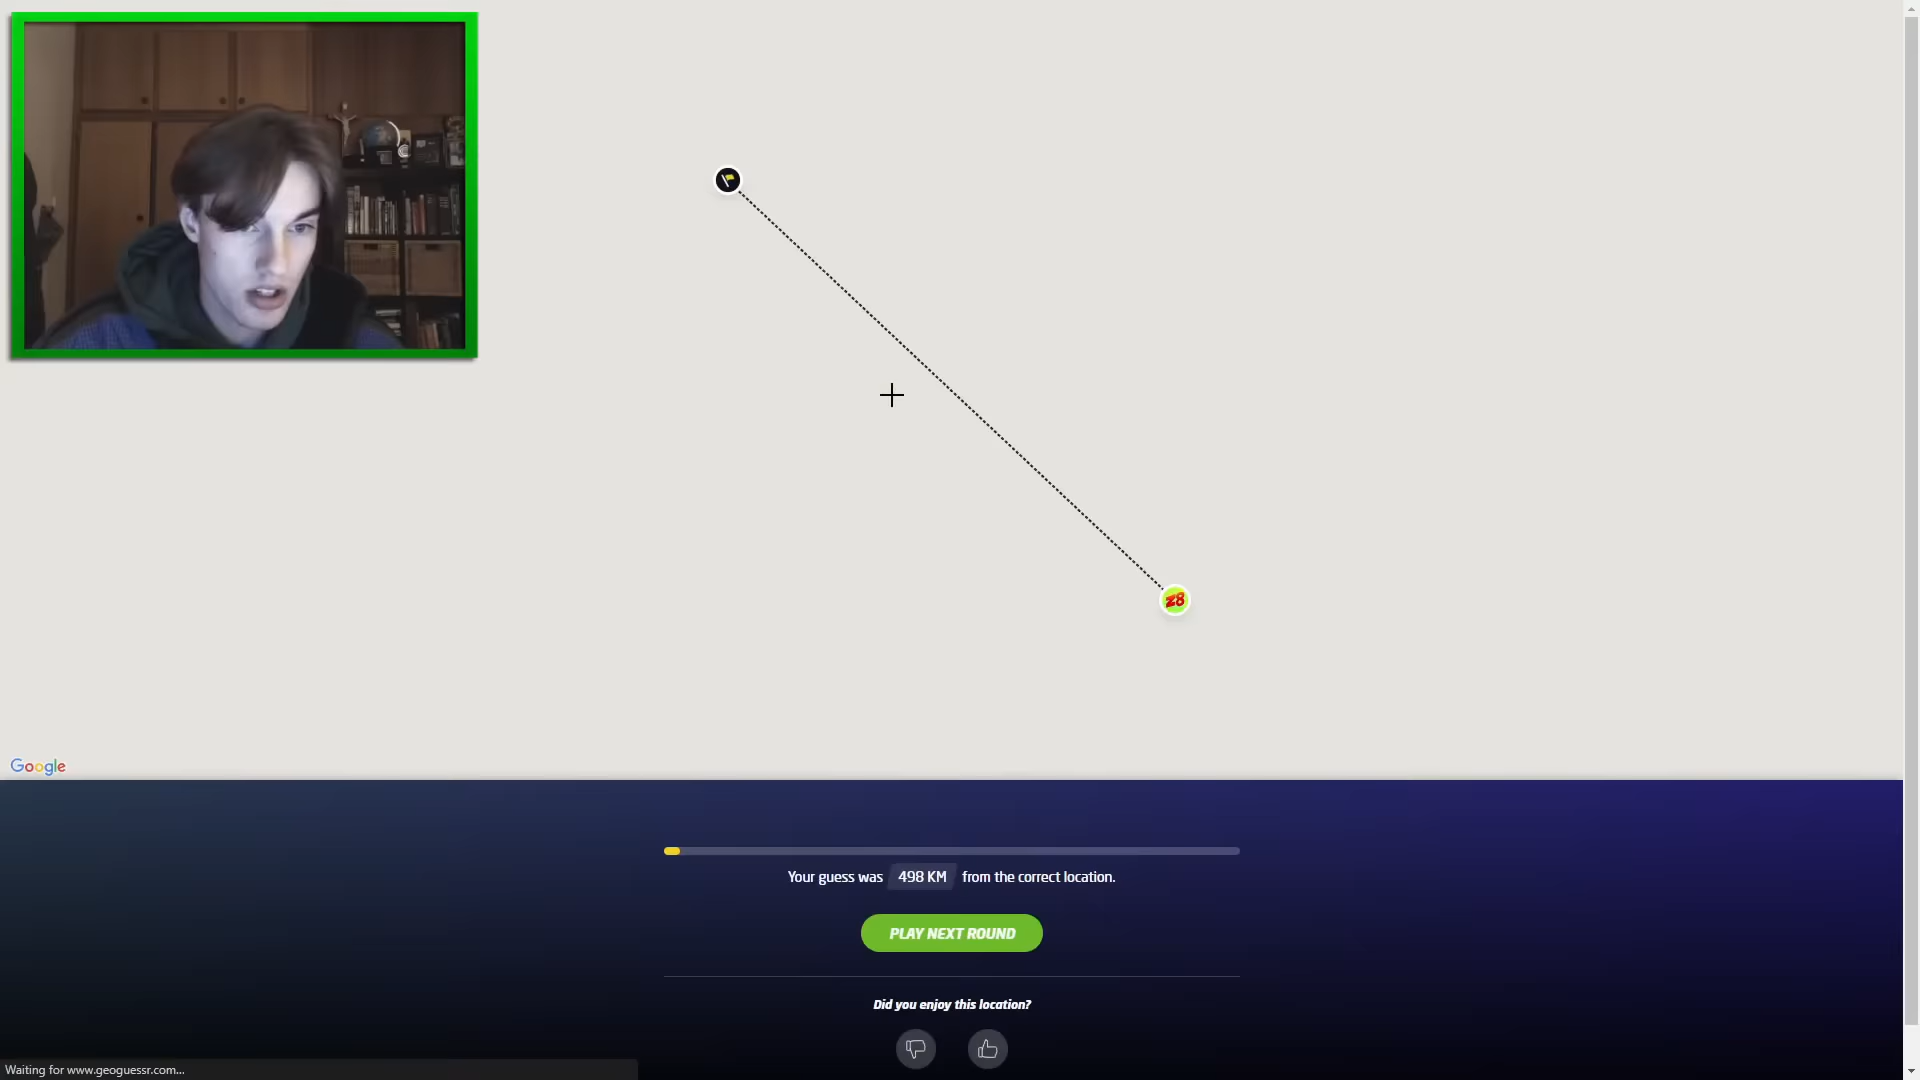 Z8
Google
Your guess was 498 KM from the correct location.
PLAY NEXT ROUND
Did you enjoy this location?
Waiting for www.geoguessr.com...